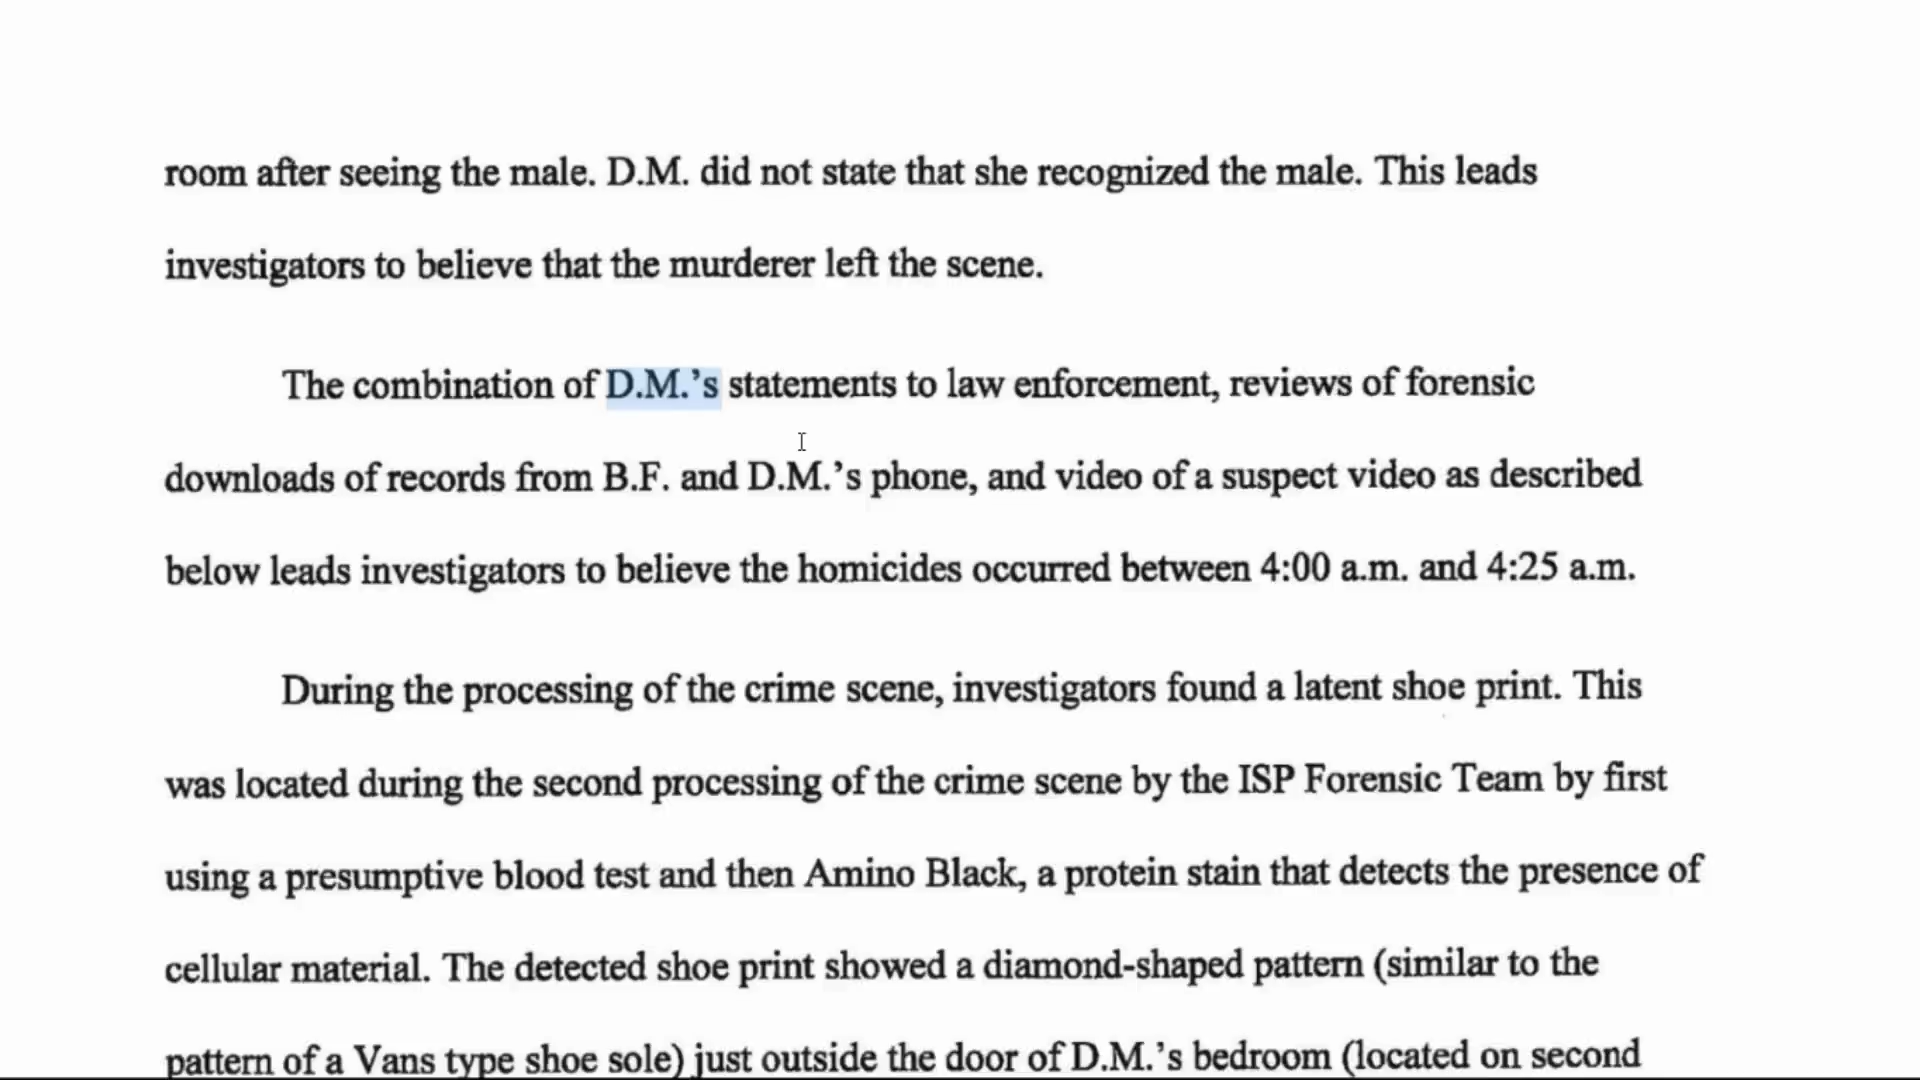 room after seeing the male. D.M. did not state that she recognized the male. This leads
investigators to believe that the murderer left the scene.
The combination of D.M.’s statements to law enforcement, reviews of forensic
downloads of records from B.F. and D.M.’s phone, and video of a suspect video as described
below leads investigators to believe the homicides occurred between 4:00 a.m. and 4:25 a.m.
During the processing of the crime scene, investigators found a latent shoe print. This
was located during the second processing of the crime scene by the ISP Forensic Team by first
using a presumptive blood test and then Amino Black, a protein stain that detects the presence of
cellular material. The detected shoe print showed a diamond-shaped pattern (similar to the
pattern of a Vans type shoe sole) just outside the door of D.M.’s bedroom (located on second